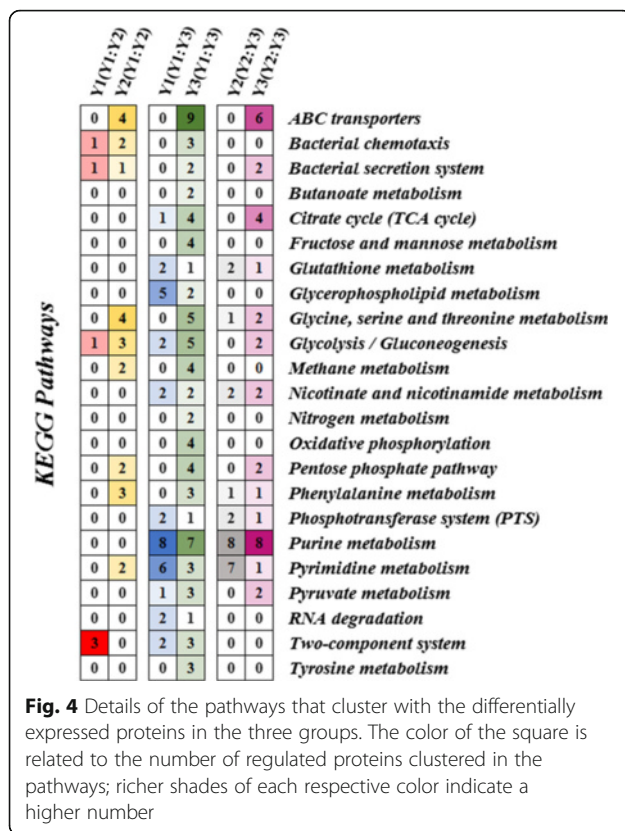 Y1(Y1:Y2) Y2(Y1:Y2) Y1(Y1:Y3) Y3(Y1:Y3) Y2(Y2:Y3) Y3(Y2:Y3)
KEGG Pathways
0 4 0 9 0 6 ABC transporters
1 2 0 3 0 0 Bacterial chemotaxis
1 1 0 2 0 2 Bacterial secretion system
0 0 0 2 0 0 Butanoate metabolism
0 0 1 4 0 4 Citrate cycle (TCA cycle)
0 0 0 4 0 0 Fructose and mannose metabolism
0 0 2 1 2 1 Glutathione metabolism
0 0 5 2 0 0 Glycerophospholipid metabolism
0 4 0 5 1 2 Glycine, serine and threonine metabolism
1 3 2 5 0 2 Glycolysis / Gluconeogenesis
0 2 0 4 0 0 Methane metabolism
0 0 2 2 2 2 Nicotinate and nicotinamide metabolism
0 0 0 2 0 0 Nitrogen metabolism
0 0 0 4 0 0 Oxidative phosphorylation
0 2 0 4 0 2 Pentose phosphate pathway
0 3 0 3 1 1 Phenylalanine metabolism
0 0 2 1 2 1 Phosphotransferase system (PTS)
0 0 8 7 8 8 Purine metabolism
0 2 6 3 7 1 Pyrimidine metabolism
0 0 1 3 0 2 Pyruvate metabolism
0 0 2 1 0 0 RNA degradation
3 0 2 3 0 0 Two-component system
0 0 0 3 0 0 Tyrosine metabolism
Fig. 4 Details of the pathways that cluster with the differentially
expressed proteins in the three groups. The color of the square is
related to the number of regulated proteins clustered in the
pathways; richer shades of each respective color indicate a
higher number